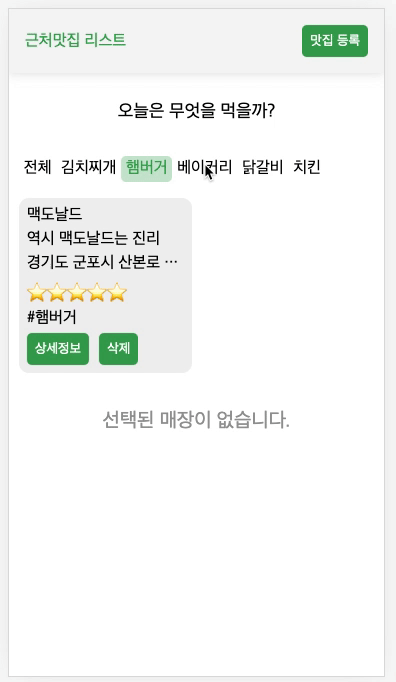 근처맛집 리스트
맛집 등록
오늘은 무엇을 먹을까?
전체 김치찌개 햄버거 베이커리 닭갈비 치킨
맥도날드
역시 맥도날드는 진리
경기도 군포시 산본로 …
#햄버거
상세정보 삭제
선택된 매장이 없습니다.